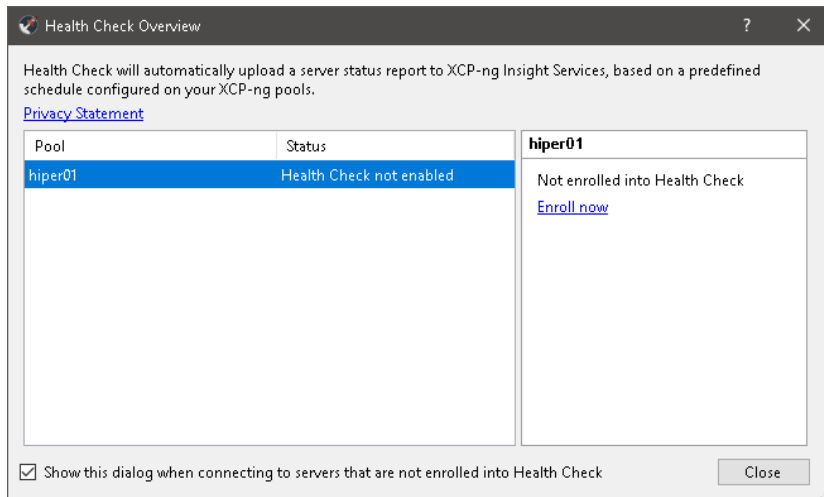 Health Check Overview
Health Check will automatically upload a server status report to XCP-ng Insight Services, based on a predefined
schedule configured on your XCP-ng pools.
Privacy Statement
Pool Status
hiper01 Health Check not enabled
hiper01
Not enrolled into Health Check
Enroll now
Show this dialog when connecting to servers that are not enrolled into Health Check
Close